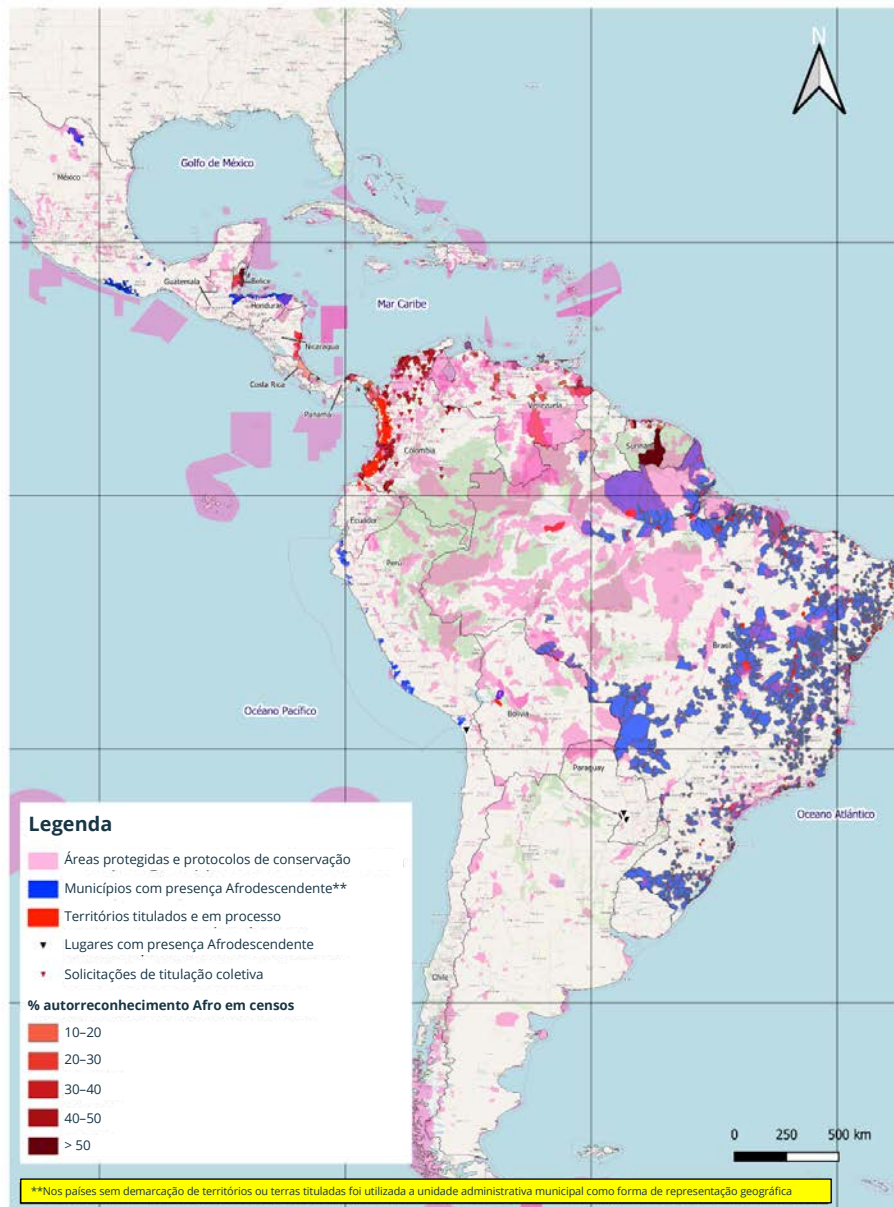 N
Golfo de México
México
Guatemala
Belice
Honduras
Mar Caribe
Nicaragua
Costa Rica
Panamá
Venezuela
Colombia
Ecuador
Perú
Brasil
Océano Pacífico
Bolivia
Paraguay
Oceano Atlántico
Chile
Legenda
Áreas protegidas e protocolos de conservação
Municípios com presença Afrodescendente**
Territórios titulados e em processo
Lugares com presença Afrodescendente
Solicitações de titulação coletiva
% autorreconhecimento Afro em censos
10–20
20–30
30–40
40–50
> 50
0 250 500 km
**Nos países sem demarcação de territórios ou terras tituladas foi utilizada a unidade administrativa municipal como forma de representação geográfica